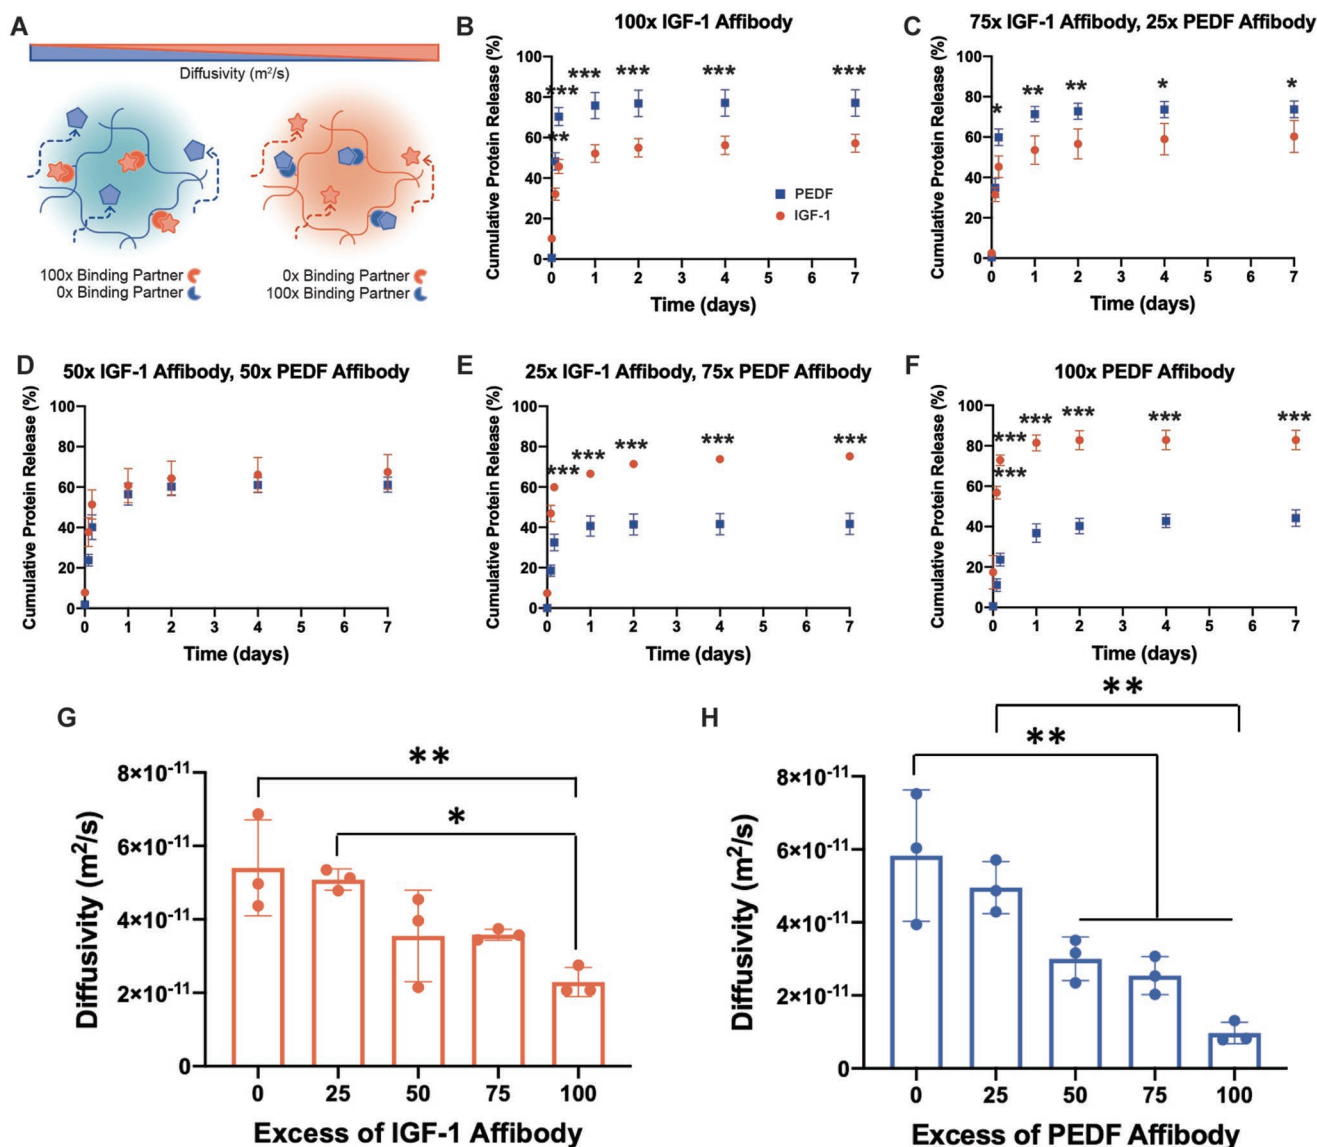 A
Diffusivity (m²/s)
100x Binding Partner
0x Binding Partner
0x Binding Partner
100x Binding Partner
B
100x IGF-1 Affibody
Cumulative Protein Release (%)
100
80
60
40
20
0
***
**
***
***
***
***
PEDF
IGF-1
0 1 2 3 4 5 6 7
Time (days)
C
75x IGF-1 Affibody, 25x PEDF Affibody
Cumulative Protein Release (%)
100
80
60
40
20
0
*
**
**
*
*
0 1 2 3 4 5 6 7
Time (days)
D
50x IGF-1 Affibody, 50x PEDF Affibody
Cumulative Protein Release (%)
100
80
60
40
20
0
0 1 2 3 4 5 6 7
Time (days)
E
25x IGF-1 Affibody, 75x PEDF Affibody
Cumulative Protein Release (%)
100
80
60
40
20
0
***
***
***
***
***
0 1 2 3 4 5 6 7
Time (days)
F
100x PEDF Affibody
Cumulative Protein Release (%)
100
80
60
40
20
0
***
***
***
***
***
***
0 1 2 3 4 5 6 7
Time (days)
G
Diffusivity (m²/s)
8×10⁻¹¹
6×10⁻¹¹
4×10⁻¹¹
2×10⁻¹¹
0
**
*
0 25 50 75 100
Excess of IGF-1 Affibody
H
Diffusivity (m²/s)
8×10⁻¹¹
6×10⁻¹¹
4×10⁻¹¹
2×10⁻¹¹
0
**
**
0 25 50 75 100
Excess of PEDF Affibody